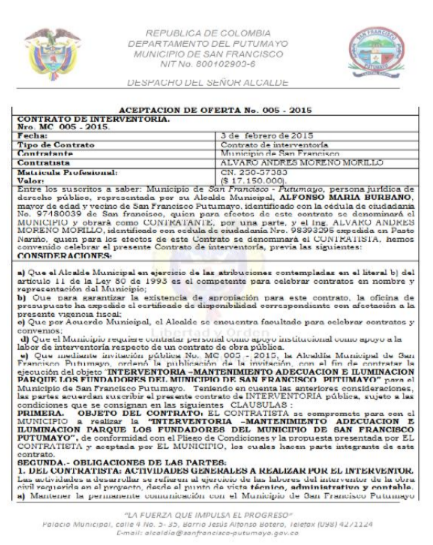 REPUBLICA DE COLOMBIA
DEPARTAMENTO DEL PUTUMAYO
MUNICIPIO DE SAN FRANCISCO
NIT No. 800102903-6
DESPACHO DEL SEÑOR ALCALDE
ACEPTACION DE OFERTA No. 005 - 2015
CONTRATO DE INTERVENTORIA.
Nro. MC 005 - 2015.
Fecha: 3 de febrero de 2015
Tipo de Contrato Contrato de interventoría
Contratante Municipio de San Francisco
Contratista ALVARO ANDRES MORENO MORILLO
Matricula Profesional: CN. 250-57383
Valor: ($ 17.150.000).
Entre los suscritos a saber: Municipio de San Francisco - Putumayo, persona jurídica de
derecho público, representada por su Alcalde Municipal, ALFONSO MARIA BURBANO,
mayor de edad y vecino de San Francisco Putumayo, identificado con la cédula de ciudadanía
No. 97480039 de San francisco, quien para efectos de este contrato se denominará el
MUNICIPIO y obrará como CONTRATANTE, por una parte, y el Ing. ALVARO ANDRES
MORENO MORILLO, identificado con cedula de ciudadanía Nro. 98393295 expedida en Pasto
Nariño, quien para los efectos de este Contrato se denominará el CONTRATISTA, hemos
convenido celebrar el presente Contrato de interventoría, previa las siguientes:
CONSIDERACIONES:
a) Que el Alcalde Municipal en ejercicio de las atribuciones contempladas en el literal b) del
artículo 11 de la Ley 80 de 1993 es el competente para celebrar contratos en nombre y
representación del Municipio;
b) Que para garantizar la existencia de apropiación para este contrato, la oficina de
presupuesto ha expedido el certificado de disponibilidad correspondiente con afectación a la
presente vigencia fiscal;
c) Que por Acuerdo Municipal, el Alcalde se encuentra facultado para celebrar contratos y
convenios;
d) Que el Municipio requiere contratar personal como apoyo institucional como apoyo a la
labor de interventoría respecto de un contrato de obra pública.
e) Que mediante invitación pública No. MC 005 - 2015, la Alcaldía Municipal de San
Francisco Putumayo, ordenó la publicación de la invitación, con el fin de contratar la
ejecución del objeto "INTERVENTORIA –MANTENIMIENTO ADECUACION E ILUMINACION
PARQUE LOS FUNDADORES DEL MUNICIPIO DE SAN FRANCISCO PUTUMAYO" para el
Municipio de San Francisco Putumayo. Teniendo en cuenta las anteriores consideraciones,
las partes acuerdan suscribir el presente contrato de INTERVENTORIA pública, sujeto a las
condiciones que se consignan en las siguientes CLAUSULAS :
PRIMERA. OBJETO DEL CONTRATO: EL CONTRATISTA se compromete para con el
MUNICIPIO a realizar la "INTERVENTORIA –MANTENIMIENTO ADECUACION E
ILUMINACION PARQUE LOS FUNDADORES DEL MUNICIPIO DE SAN FRANCISCO
PUTUMAYO", de conformidad con el Pliego de Condiciones y la propuesta presentada por EL
CONTRATISTA y aceptada por EL MUNICIPIO, los cuales hacen parte integrante de este
contrato.
SEGUNDA.- OBLIGACIONES DE LAS PARTES:
1. DEL CONTRATISTA: ACTIVIDADES GENERALES A REALIZAR POR EL INTERVENTOR.
Las actividades a desarrollar se refieren al ejercicio de las labores del interventor de la obra
civil requerida en el proyecto, desde el punto de vista técnico, administrativo y contable.
a) Mantener la permanente comunicación con el Municipio de San Francisco Putumayo
"LA FUERZA QUE IMPULSA EL PROGRESO"
Palacio Municipal, calle 4 No. 5- 35, Barrio Jesús Alfonso Botero, Telefax (098) 4271124
E-mail: alcaldia@sanfrancisco-putumayo.gov.co